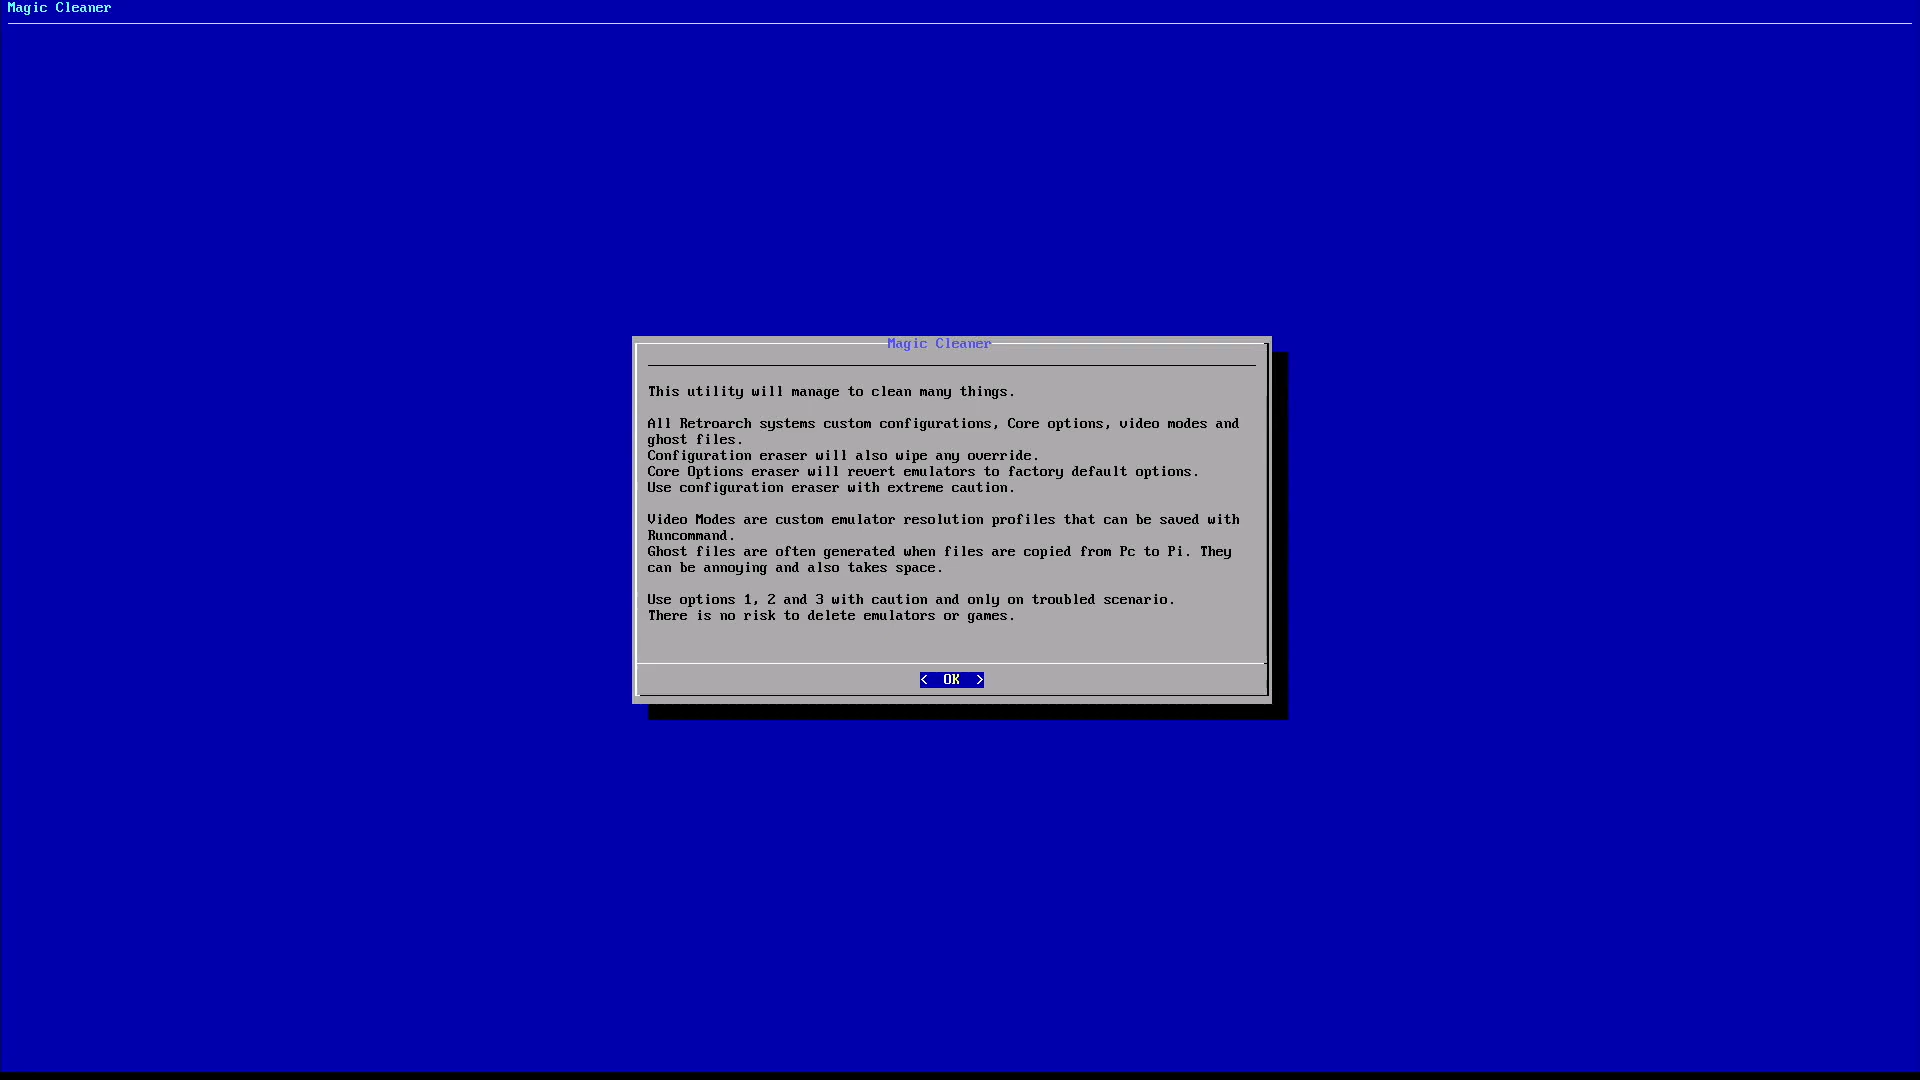 Magic Cleaner
Magic Cleaner
This utility will manage to clean many things.
All Retroarch systems custom configurations, Core options, video modes and
ghost files.
Configuration eraser will also wipe any override.
Core Options eraser will revert emulators to factory default options.
Use configuration eraser with extreme caution.
Video Modes are custom emulator resolution profiles that can be saved with
Runcommand.
Ghost files are often generated when files are copied from Pc to Pi. They
can be annoying and also takes space.
Use options 1, 2 and 3 with caution and only on troubled scenario.
There is no risk to delete emulators or games.
< OK >